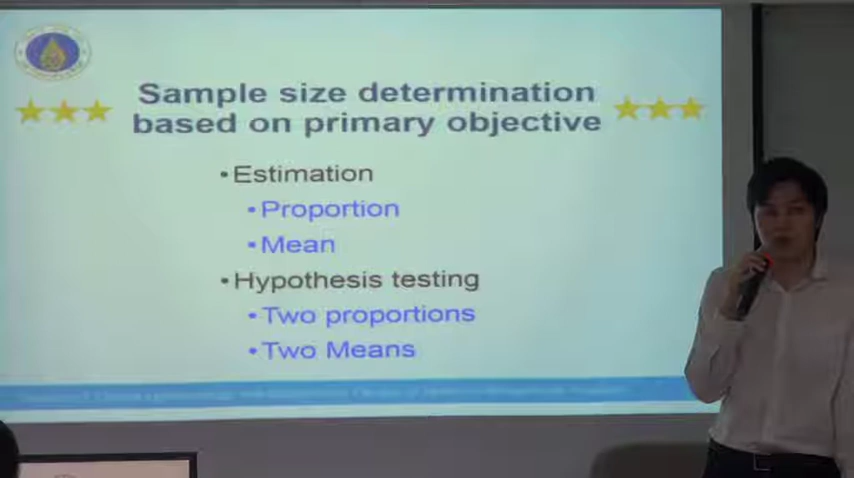 Sample size determination
based on primary objective
•Estimation
•Proportion
•Mean
•Hypothesis testing
•Two proportions
•Two Means